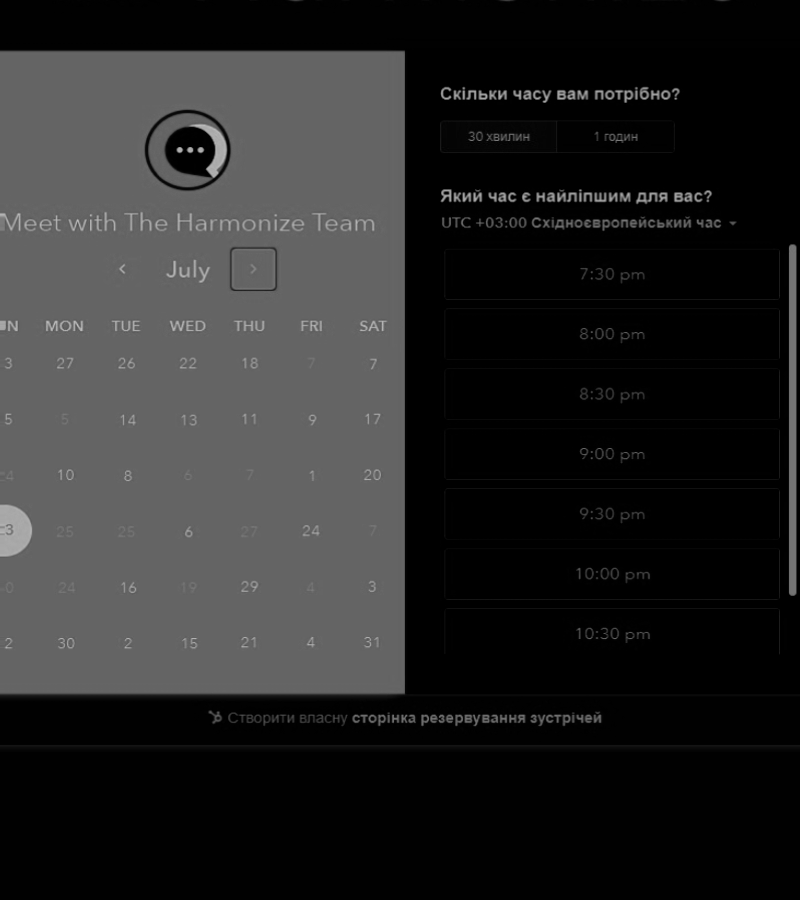 Meet with The Harmonize Team
July
MON TUE WED THU FRI SAT
3 27 26 22 18 7 7
5 5 14 13 11 9 17
10 8 6 7 1 20
3 25 25 6 27 24 7
24 16 19 29 4 3
2 30 2 15 21 4 31
Скільки часу вам потрібно?
30 хвилин 1 годин
Який час є найліпшим для вас?
UTC +03:00 Східноєвропейський час
7:30 pm
8:00 pm
8:30 pm
9:00 pm
9:30 pm
10:00 pm
10:30 pm
Створити власну сторінка резервування зустрічей